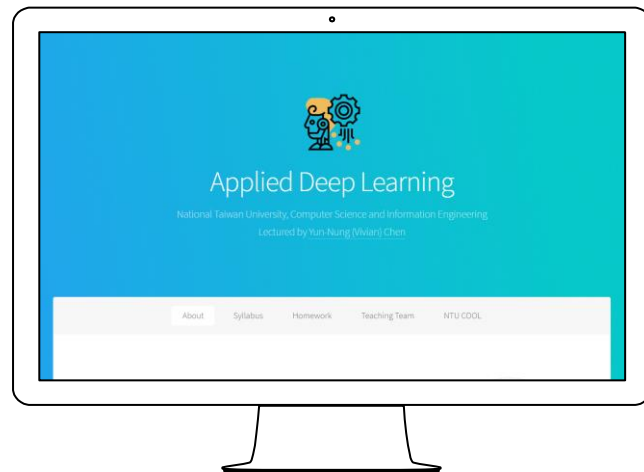 Applied Deep Learning
National Taiwan University, Computer Science and Information Engineering
Lectured by Yun-Nung (Vivian) Chen
About Syllabus Homework Teaching Team NTU COOL